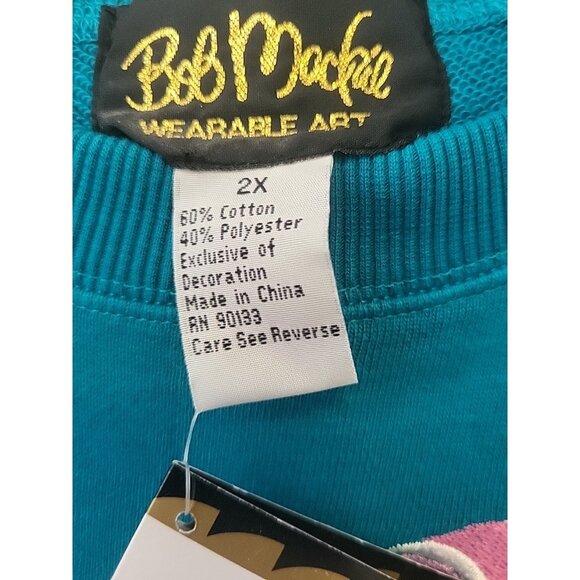 Bob Mackie
WEARABLE ART
2X
60% Cotton
40% Polyester
Exclusive of
Decoration
Made in China
RN 90133
Care See Reverse